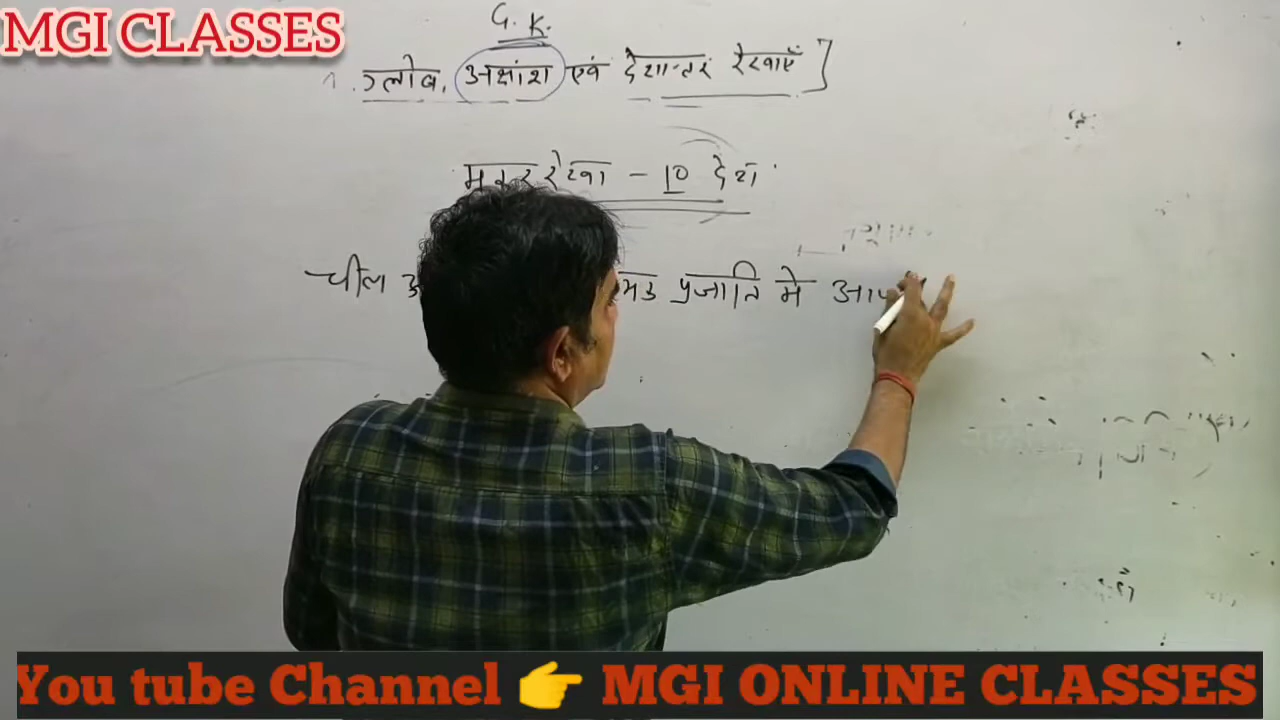 MGI CLASSES
G.K.
1. ग्लोब, अक्षांश एवं देशान्तर रेखाएँ ]
मकर रेखा - 10 देश
चील प्रजाति मे
You tube Channel 👉 MGI ONLINE CLASSES